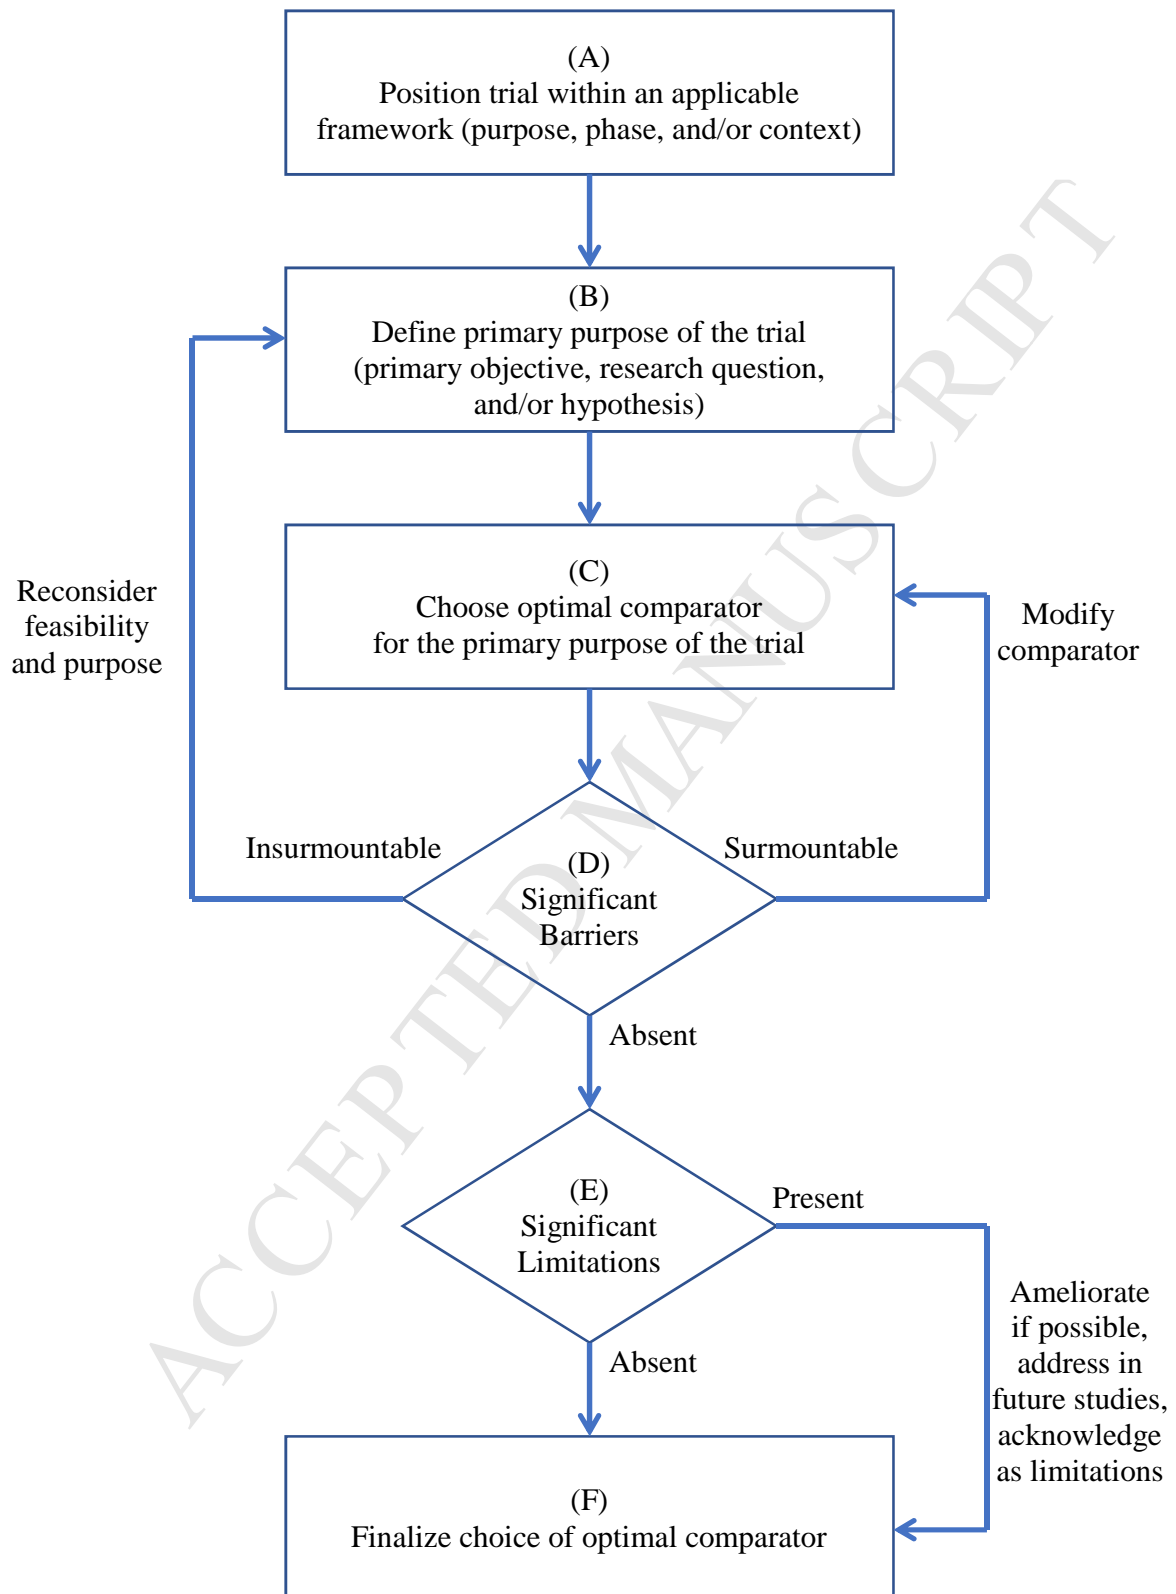 (A)
Position trial within an applicable
framework (purpose, phase, and/or context)
(B)
Define primary purpose of the trial
(primary objective, research question,
and/or hypothesis)
(C)
Choose optimal comparator
for the primary purpose of the trial
Reconsider
feasibility
and purpose
Modify
comparator
Insurmountable
(D)
Significant
Barriers
Surmountable
Absent
(E)
Significant
Limitations
Present
Absent
Ameliorate
if possible,
address in
future studies,
acknowledge
as limitations
(F)
Finalize choice of optimal comparator
ACCEPTED MANUSCRIPT